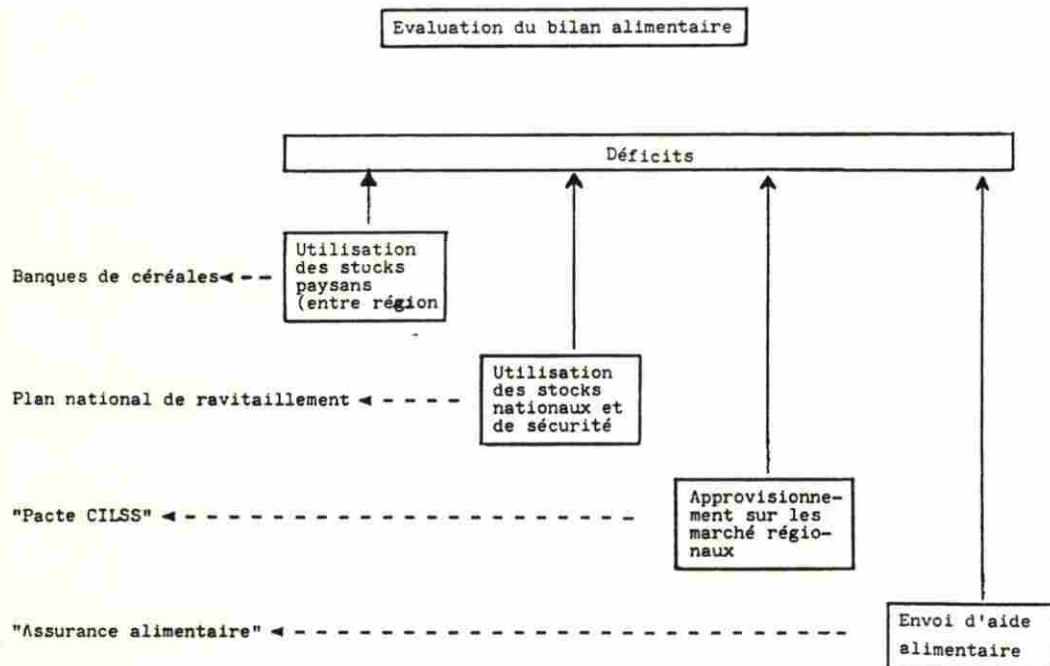 Evaluation du bilan alimentaire
Déficits
Utilisation
des stocks
paysans
(entre région
Banques de céréales
Utilisation
des stocks
nationaux et
de sécurité
Plan national de ravitaillement
Approvisionne-
ment sur les
marché régio-
naux
"Pacte CILSS"
Envoi d'aide
alimentaire
"Assurance alimentaire"